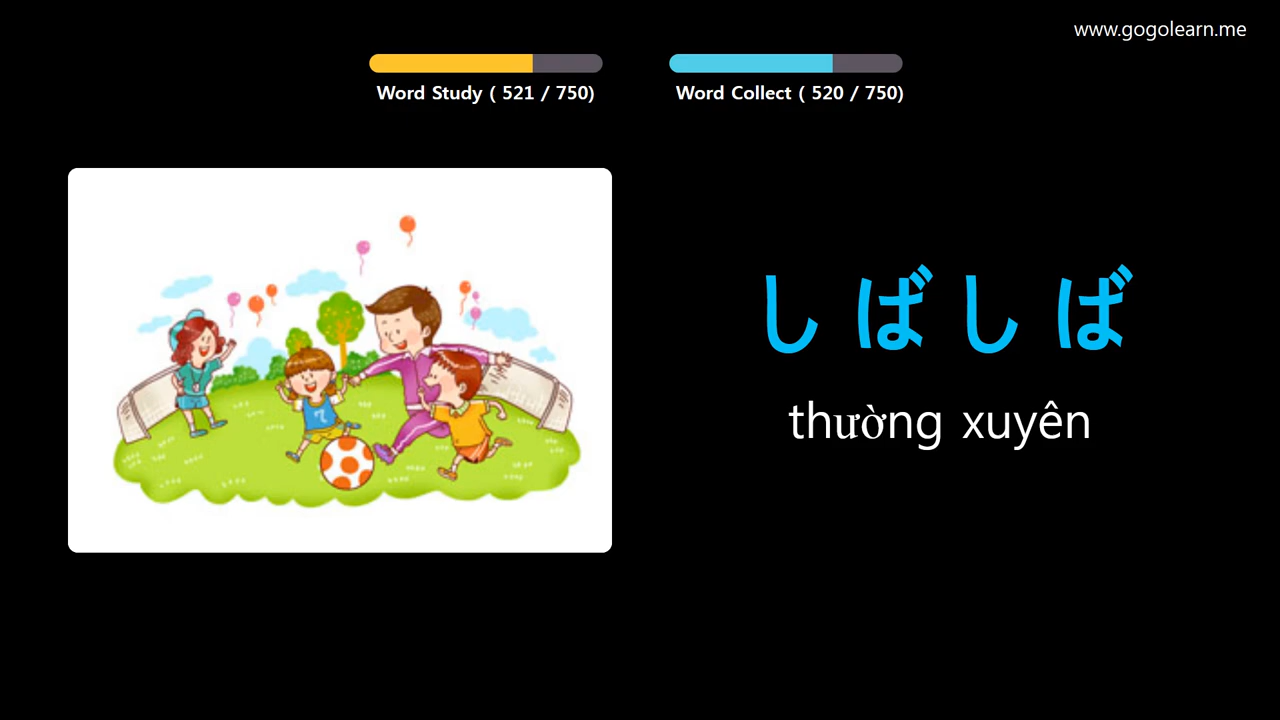 www.gogolearn.me
Word Study ( 521 / 750)
Word Collect ( 520 / 750)
しばしば
thường xuyên